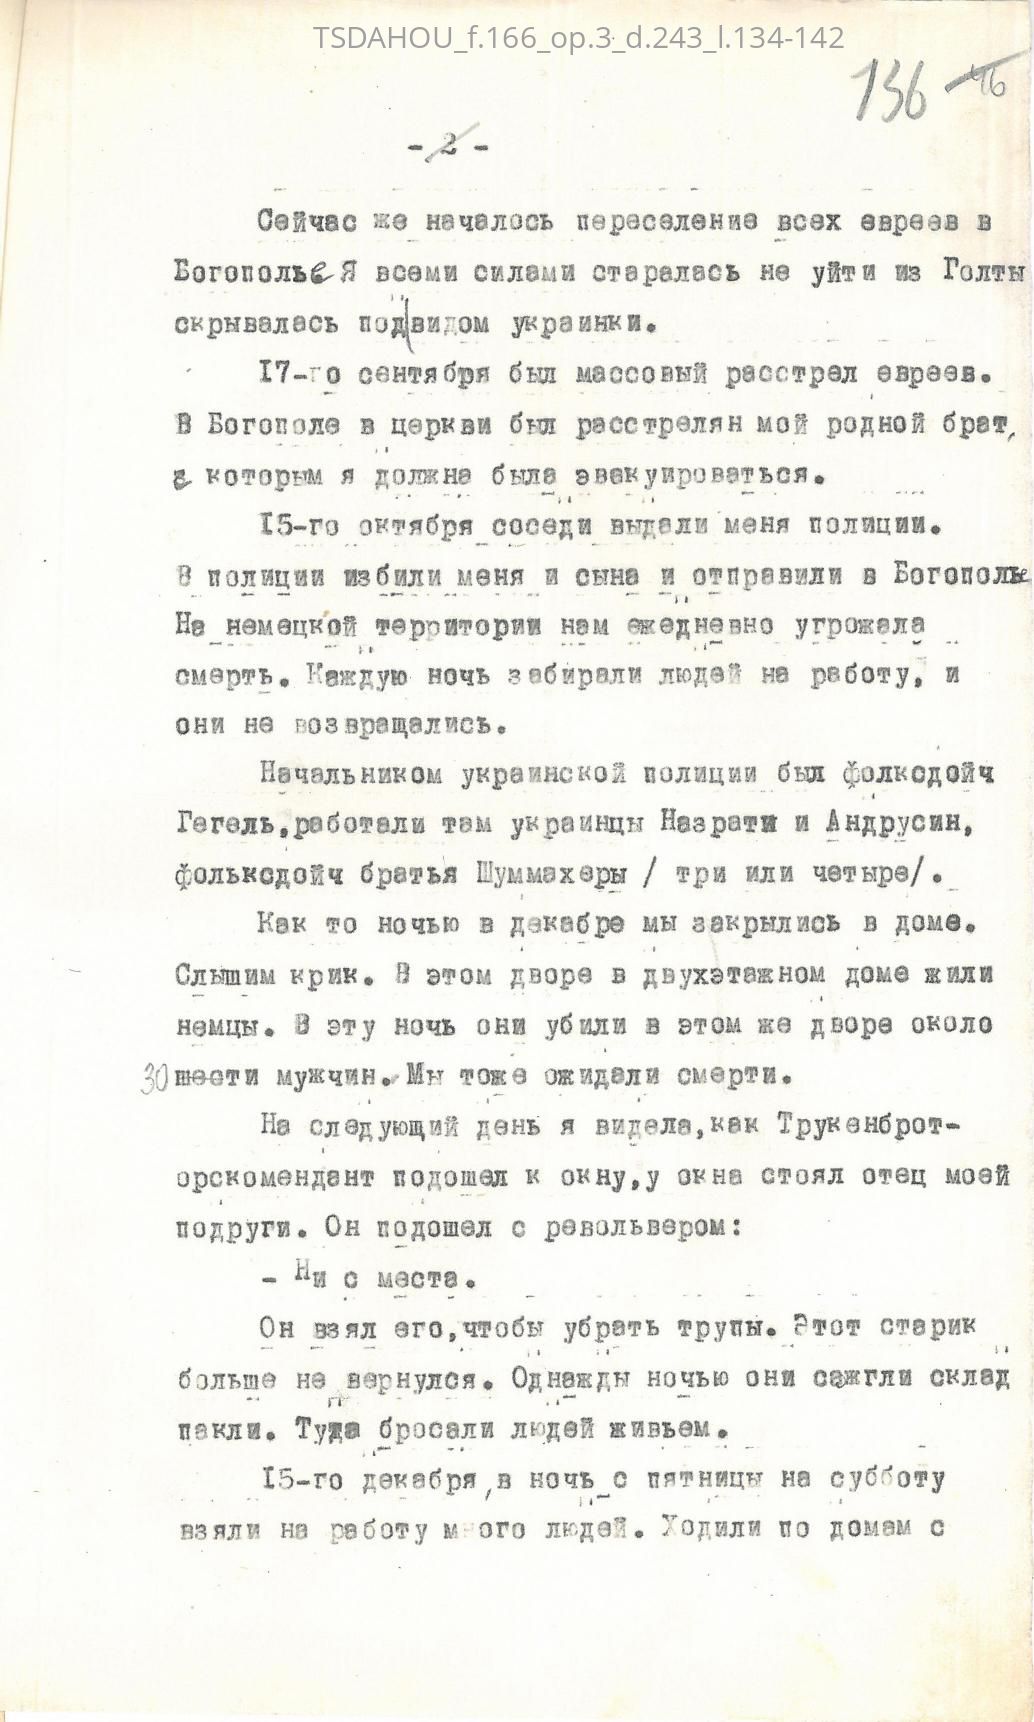 TSDAHOU_f.166_op.3_d.243_l.134-142
136 46
- 2 -
Сейчас же началось переселение всех евреев в
Богополье Я всеми силами старалась не уйти из Голты
скрывалась под видом украинки.
17-го сентября был массовый расстрел евреев.
В Богополе в церкви был расстрелян мой родной брат,
с которым я должна была эвакуироваться.
15-го октября соседи выдали меня полиции.
В полиции избили меня и сына и отправили в Богополье
На немецкой территории нам ежедневно угрожала
смерть. Каждую ночь забирали людей на работу, и
они не возвращались.
Начальником украинской полиции был фолксдойч
Гегель,работали там украинцы Назрати и Андрусин,
фольксдойч братья Шуммахеры / три или четыре/.
Как то ночью в декабре мы закрылись в доме.
Слышим крик. В этом дворе в двухэтажном доме жили
немцы. В эту ночь они убили в этом же дворе около
30 шести мужчин. Мы тоже ожидали смерти.
На следующий день я видела,как Трукенброт-
орскомендант подошел к окну,у окна стоял отец моей
подруги. Он подошел с револьвером:
- Ни с места.
Он взял его,чтобы убрать трупы. Этот старик
больше не вернулся. Однажды ночью они сажгли склад
пакли. Туда бросали людей живьем.
15-го декабря,в ночь с пятницы на субботу
взяли на работу много людей. Ходили по домам с